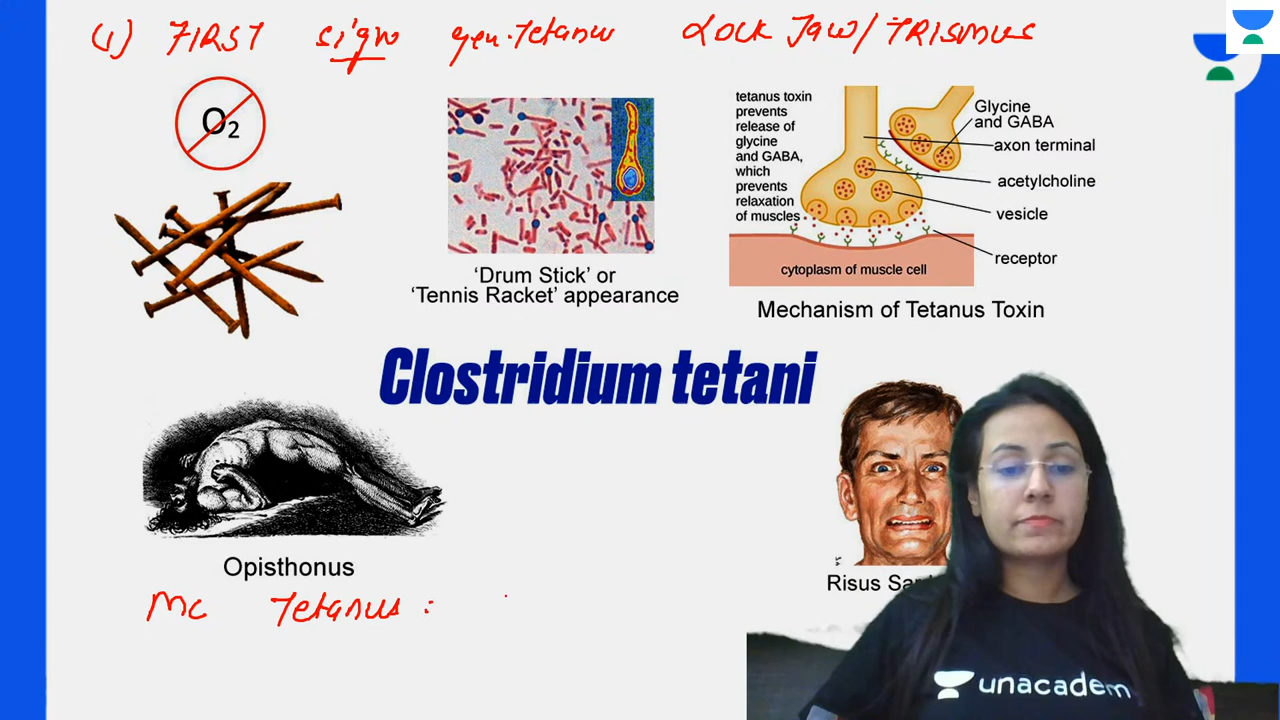 (1) FIRST sign gen. tetanus LOCK JAW/TRISMUS
O₂
tetanus toxin
prevents
release of
glycine
and GABA,
which
prevents
relaxation
of muscles
Glycine
and GABA
axon terminal
acetylcholine
vesicle
receptor
cytoplasm of muscle cell
'Drum Stick' or
'Tennis Racket' appearance
Mechanism of Tetanus Toxin
Clostridium tetani
Opisthonus
Risus Sar
MC Tetanus :
unacadem